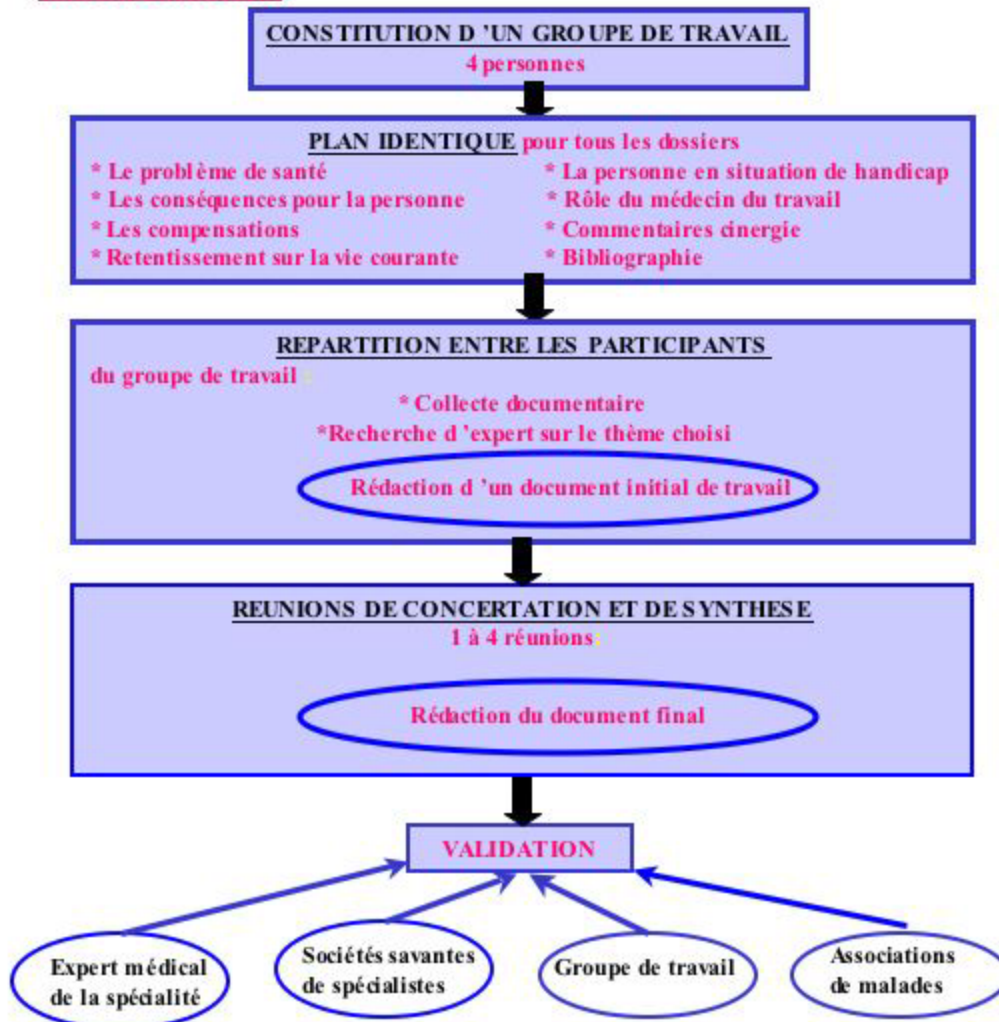 CONSTITUTION D 'UN GROUPE DE TRAVAIL
4 personnes
PLAN IDENTIQUE pour tous les dossiers
* Le problème de santé
* Les conséquences pour la personne
* Les compensations
* Retentissement sur la vie courante
* La personne en situation de handicap
* Rôle du médecin du travail
* Commentaires cinergie
* Bibliographie
REPARTITION ENTRE LES PARTICIPANTS
du groupe de travail :
* Collecte documentaire
*Recherche d 'expert sur le thème choisi
Rédaction d 'un document initial de travail
REUNIONS DE CONCERTATION ET DE SYNTHESE
1 à 4 réunions:
Rédaction du document final
VALIDATION
Expert médical
de la spécialité
Sociétés savantes
de spécialistes
Groupe de travail
Associations
de malades